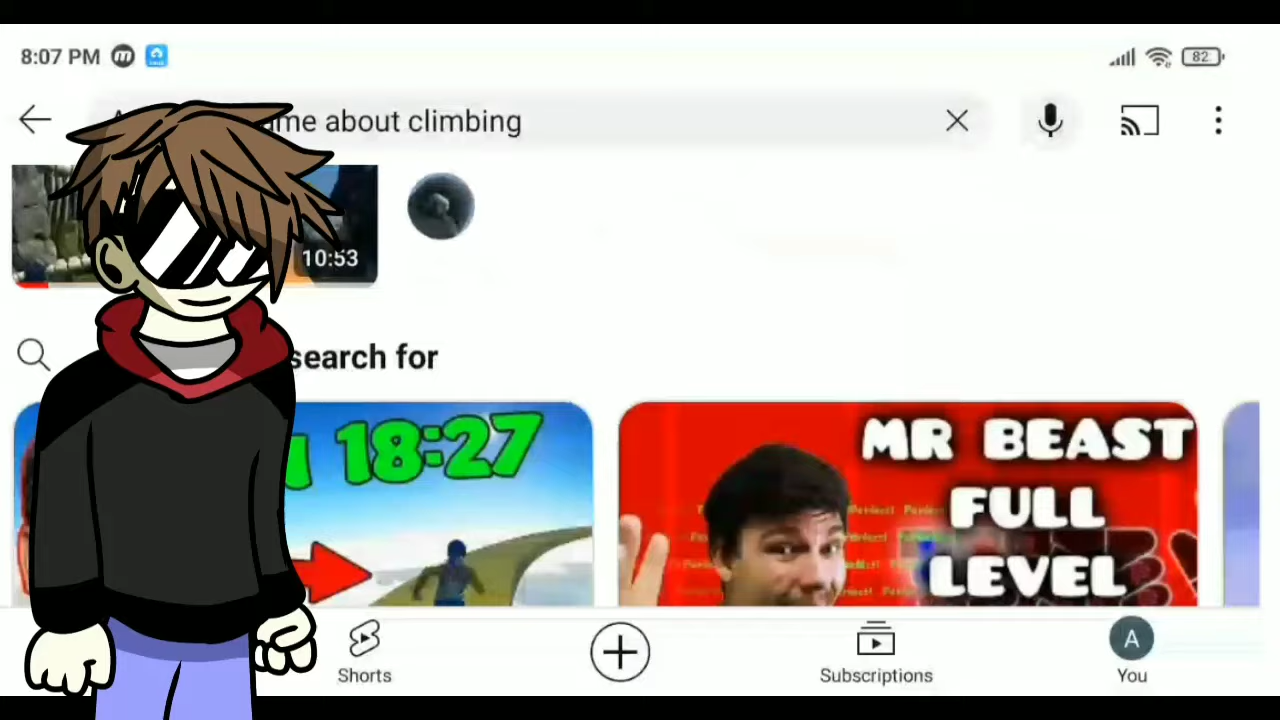 8:07 PM
82
about climbing
10:53
search for
18:27
MR BEAST
FULL
LEVEL
Shorts
Subscriptions
A
You